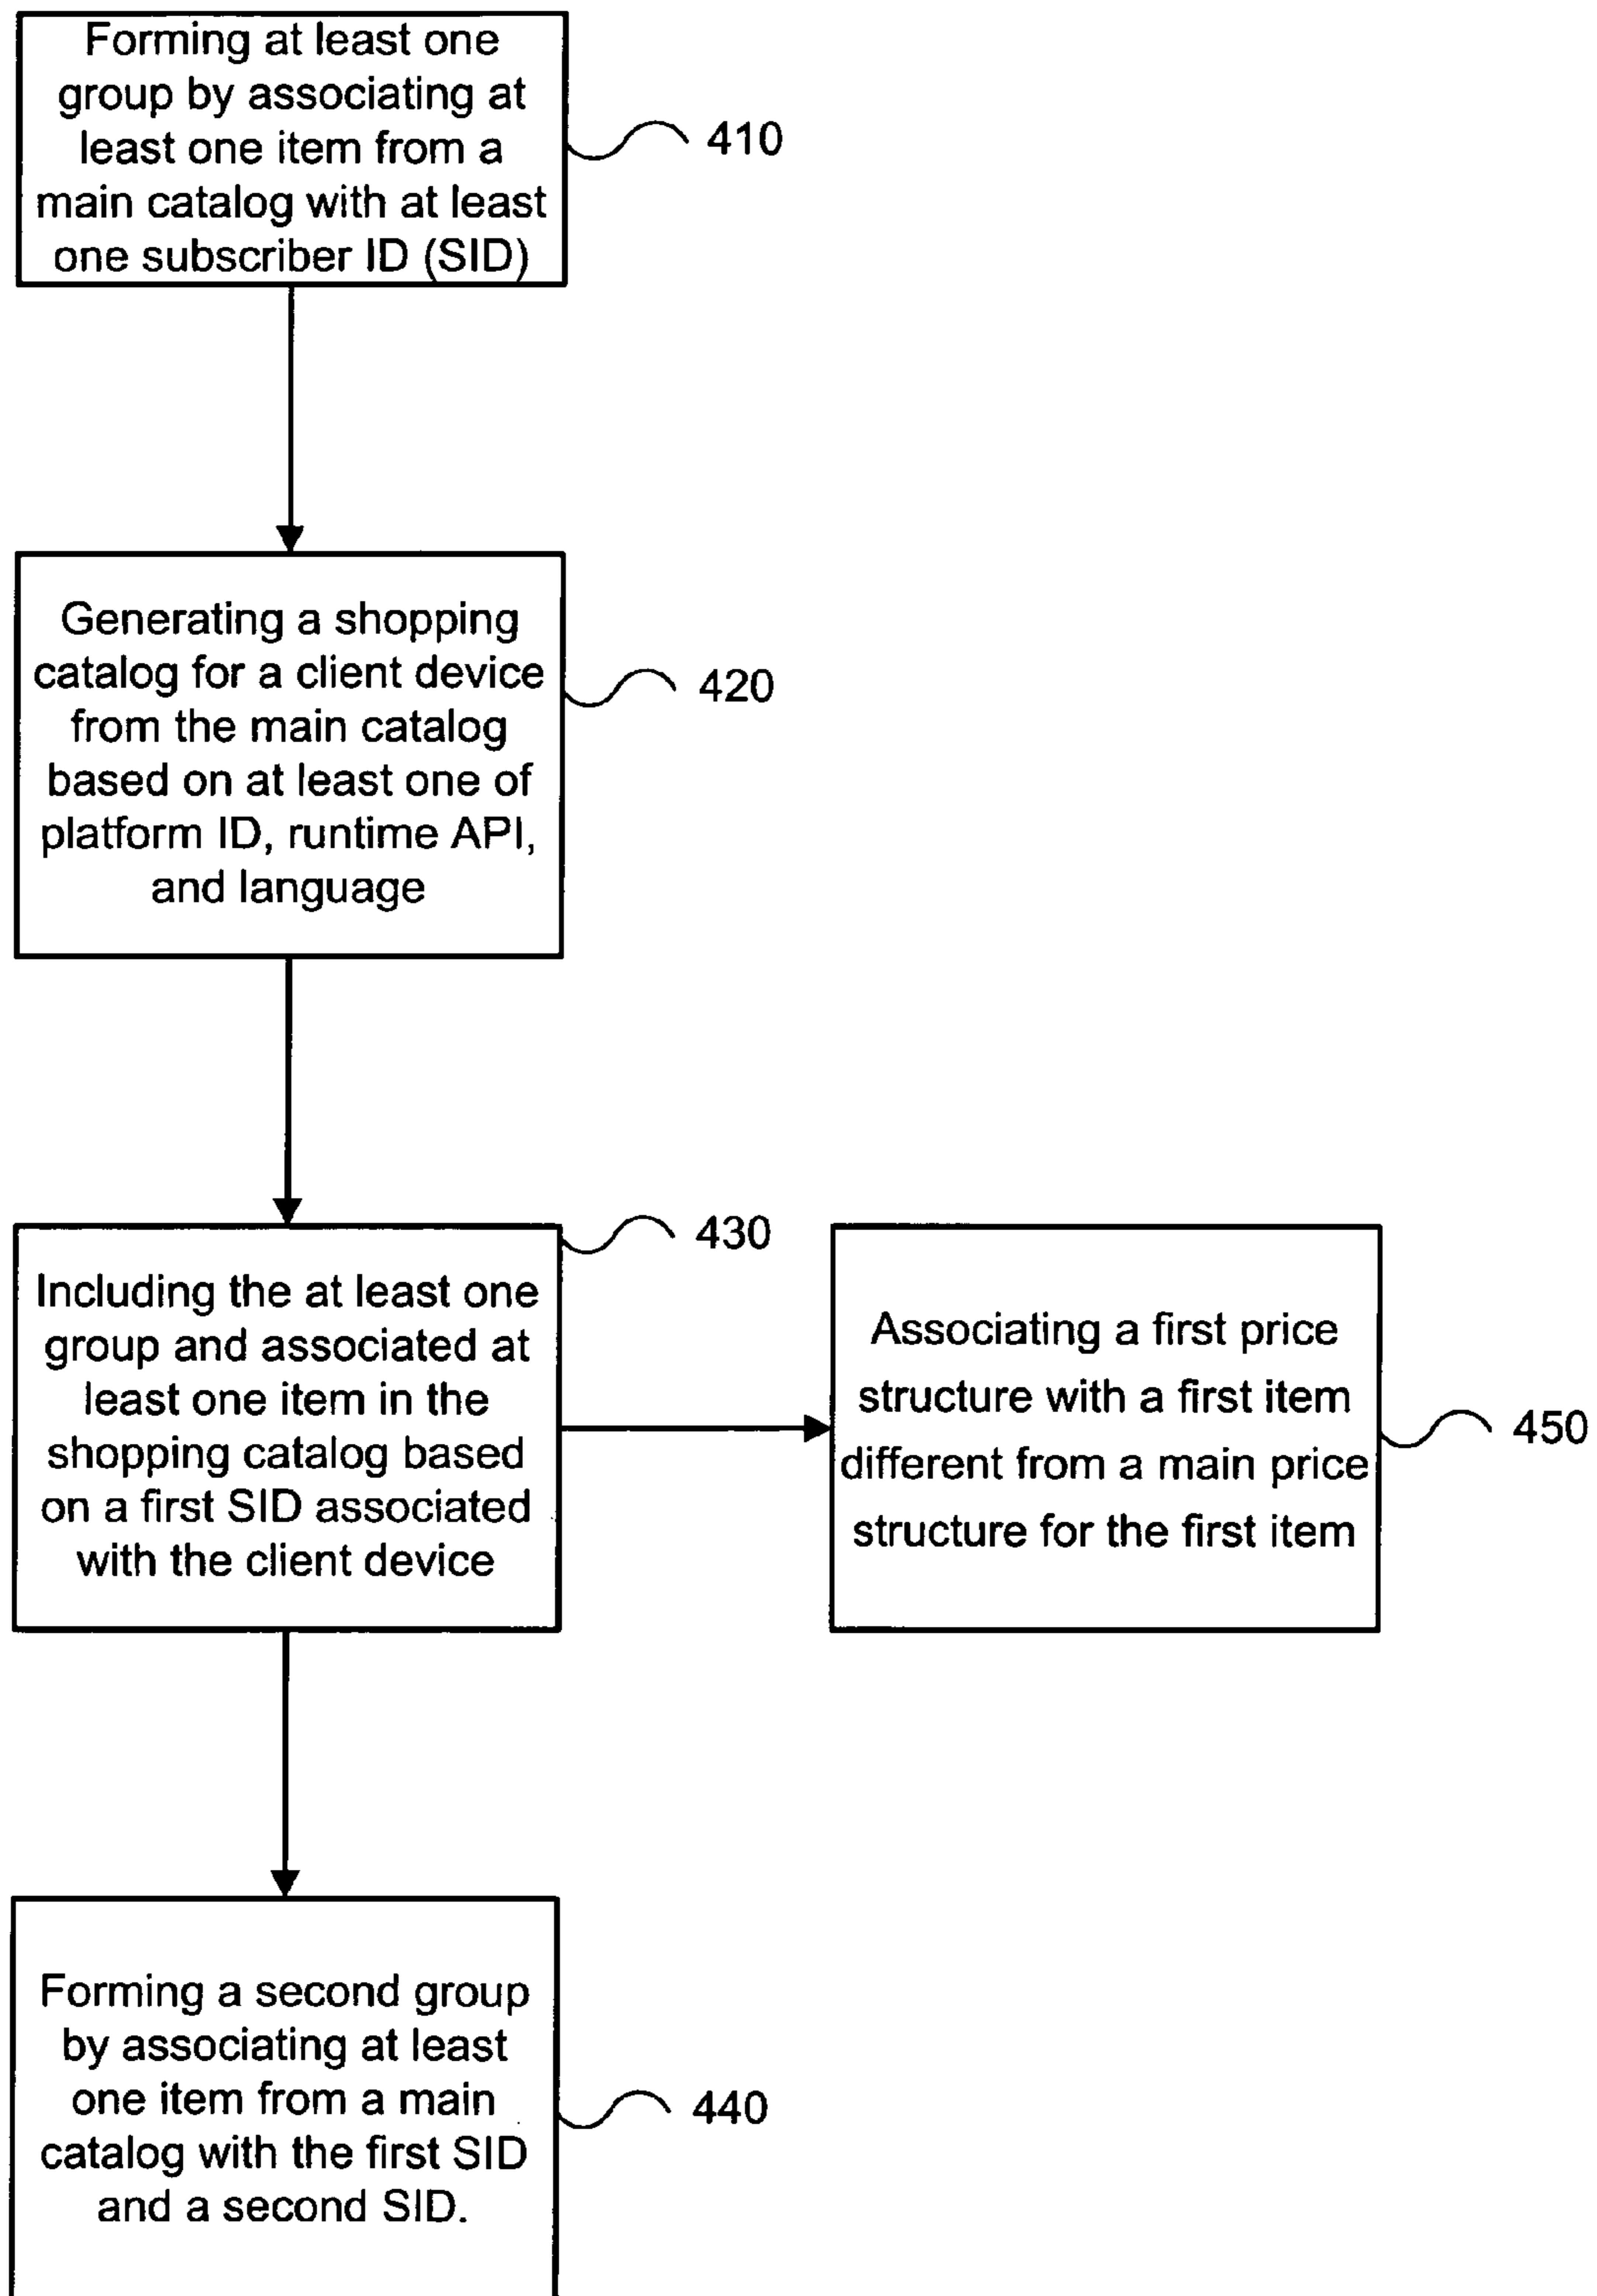 Forming at least one
group by associating at
least one item from a
main catalog with at least
one subscriber ID (SID)
410
Generating a shopping
catalog for a client device
from the main catalog
based on at least one of
platform ID, runtime API,
and language
420
430
Including the at least one
group and associated at
least one item in the
shopping catalog based
on a first SID associated
with the client device
Associating a first price
structure with a first item
different from a main price
structure for the first item
450
Forming a second group
by associating at least
one item from a main
catalog with the first SID
and a second SID.
440